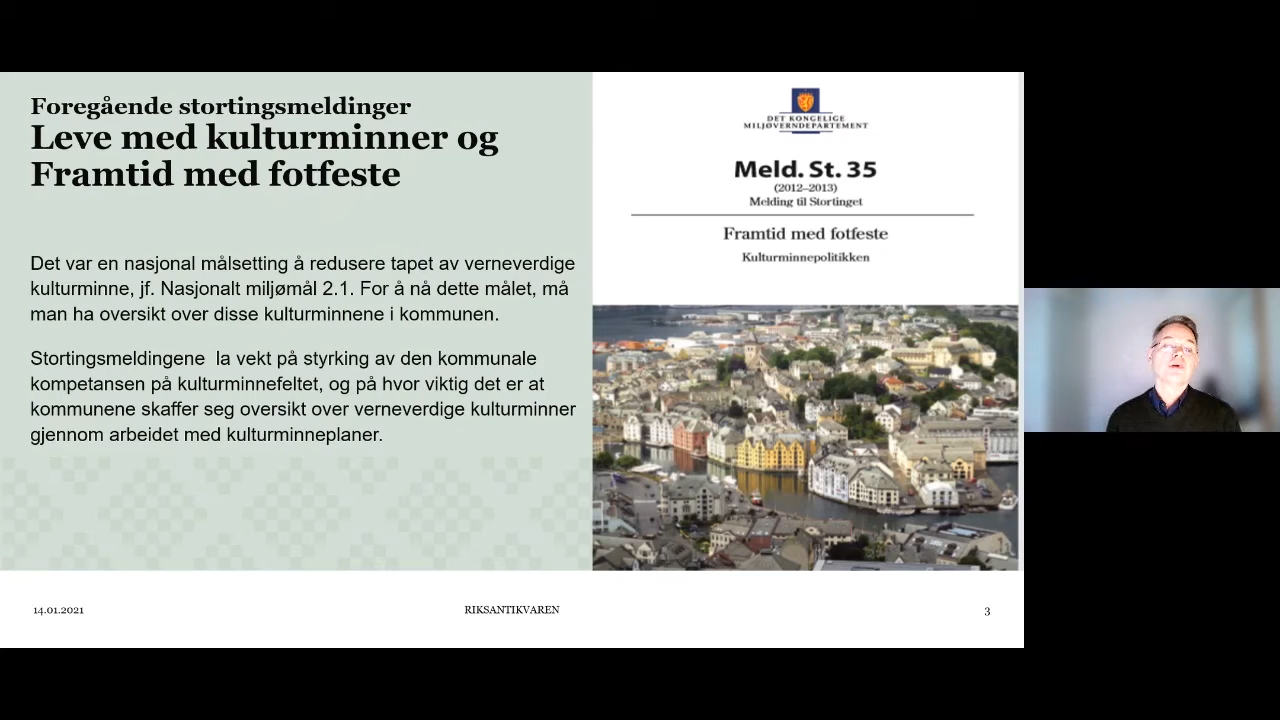 Foregående stortingsmeldinger
Leve med kulturminner og
Framtid med fotfeste
Det var en nasjonal målsetting å redusere tapet av verneverdige
kulturminne, jf. Nasjonalt miljømål 2.1. For å nå dette målet, må
man ha oversikt over disse kulturminnene i kommunen.
Stortingsmeldingene  la vekt på styrking av den kommunale
kompetansen på kulturminnefeltet, og på hvor viktig det er at
kommunene skaffer seg oversikt over verneverdige kulturminner
gjennom arbeidet med kulturminneplaner.
DET KONGELIGE
MILJØVERNDEPARTEMENT
Meld. St. 35
(2012–2013)
Melding til Stortinget
Framtid med fotfeste
Kulturminnepolitikken
14.01.2021
RIKSANTIKVAREN
3